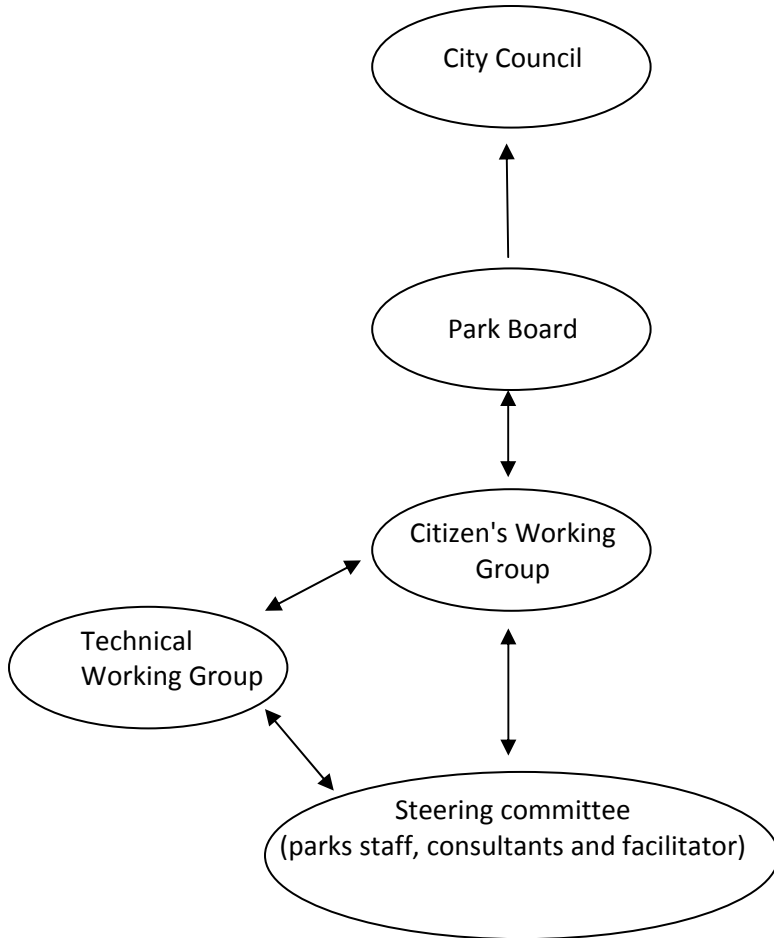 City Council
Park Board
Citizen's Working
Group
Technical
Working Group
Steering committee
(parks staff, consultants and facilitator)